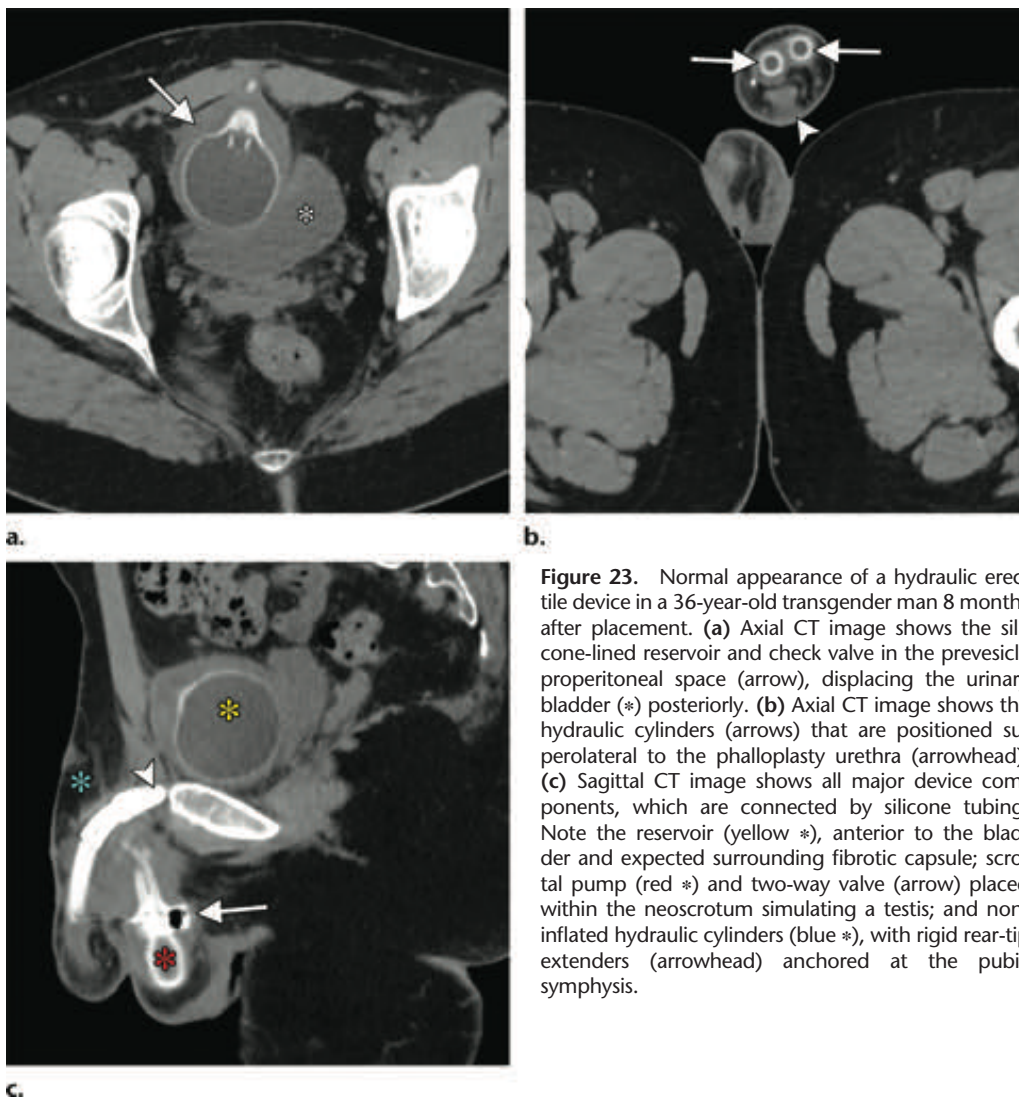 a.
b.
Figure 23. Normal appearance of a hydraulic erec
tile device in a 36-year-old transgender man 8 month
after placement. (a) Axial CT image shows the sil
cone-lined reservoir and check valve in the prevesicl
properitoneal space (arrow), displacing the urinar
bladder (*) posteriorly. (b) Axial CT image shows th
hydraulic cylinders (arrows) that are positioned su
perolateral to the phalloplasty urethra (arrowhead)
(c) Sagittal CT image shows all major device com
ponents, which are connected by silicone tubing
Note the reservoir (yellow *), anterior to the blad
der and expected surrounding fibrotic capsule; scro
tal pump (red *) and two-way valve (arrow) place
within the neoscrotum simulating a testis; and non
inflated hydraulic cylinders (blue *), with rigid rear-ti
extenders (arrowhead) anchored at the pubi
symphysis.
c.